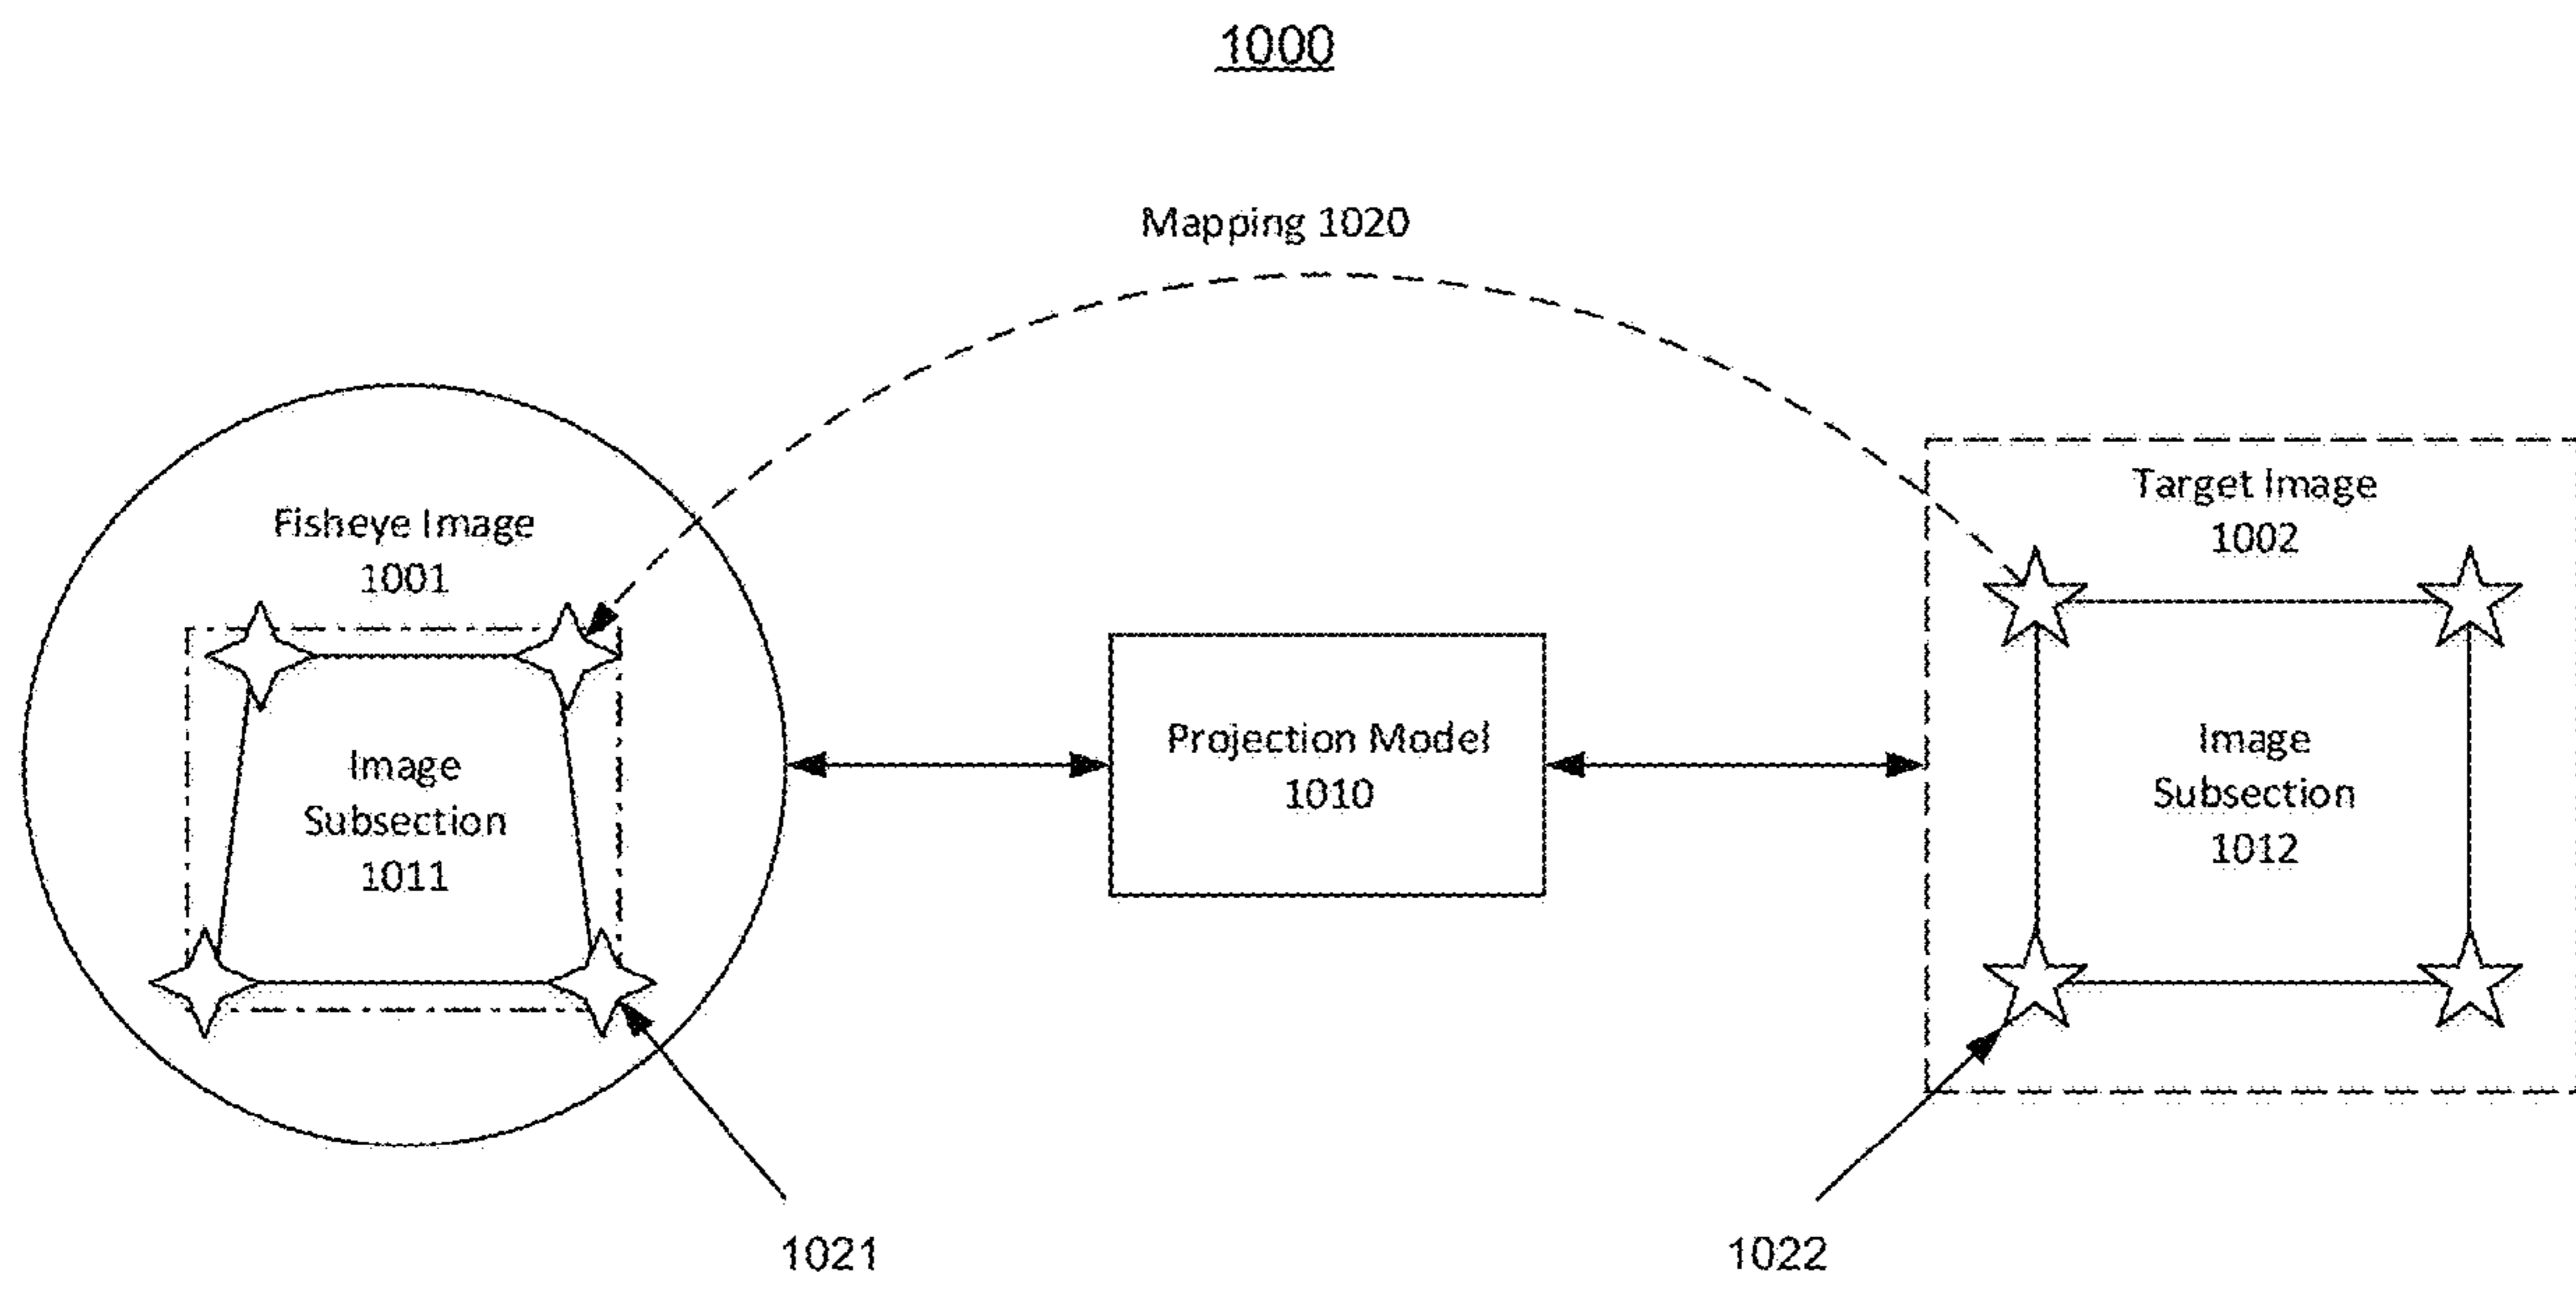 1000
Mapping 1020
Fisheye Image
1001
Image
Subsection
1011
Projection Model
1010
Target Image
1002
Image
Subsection
1012
1021
1022